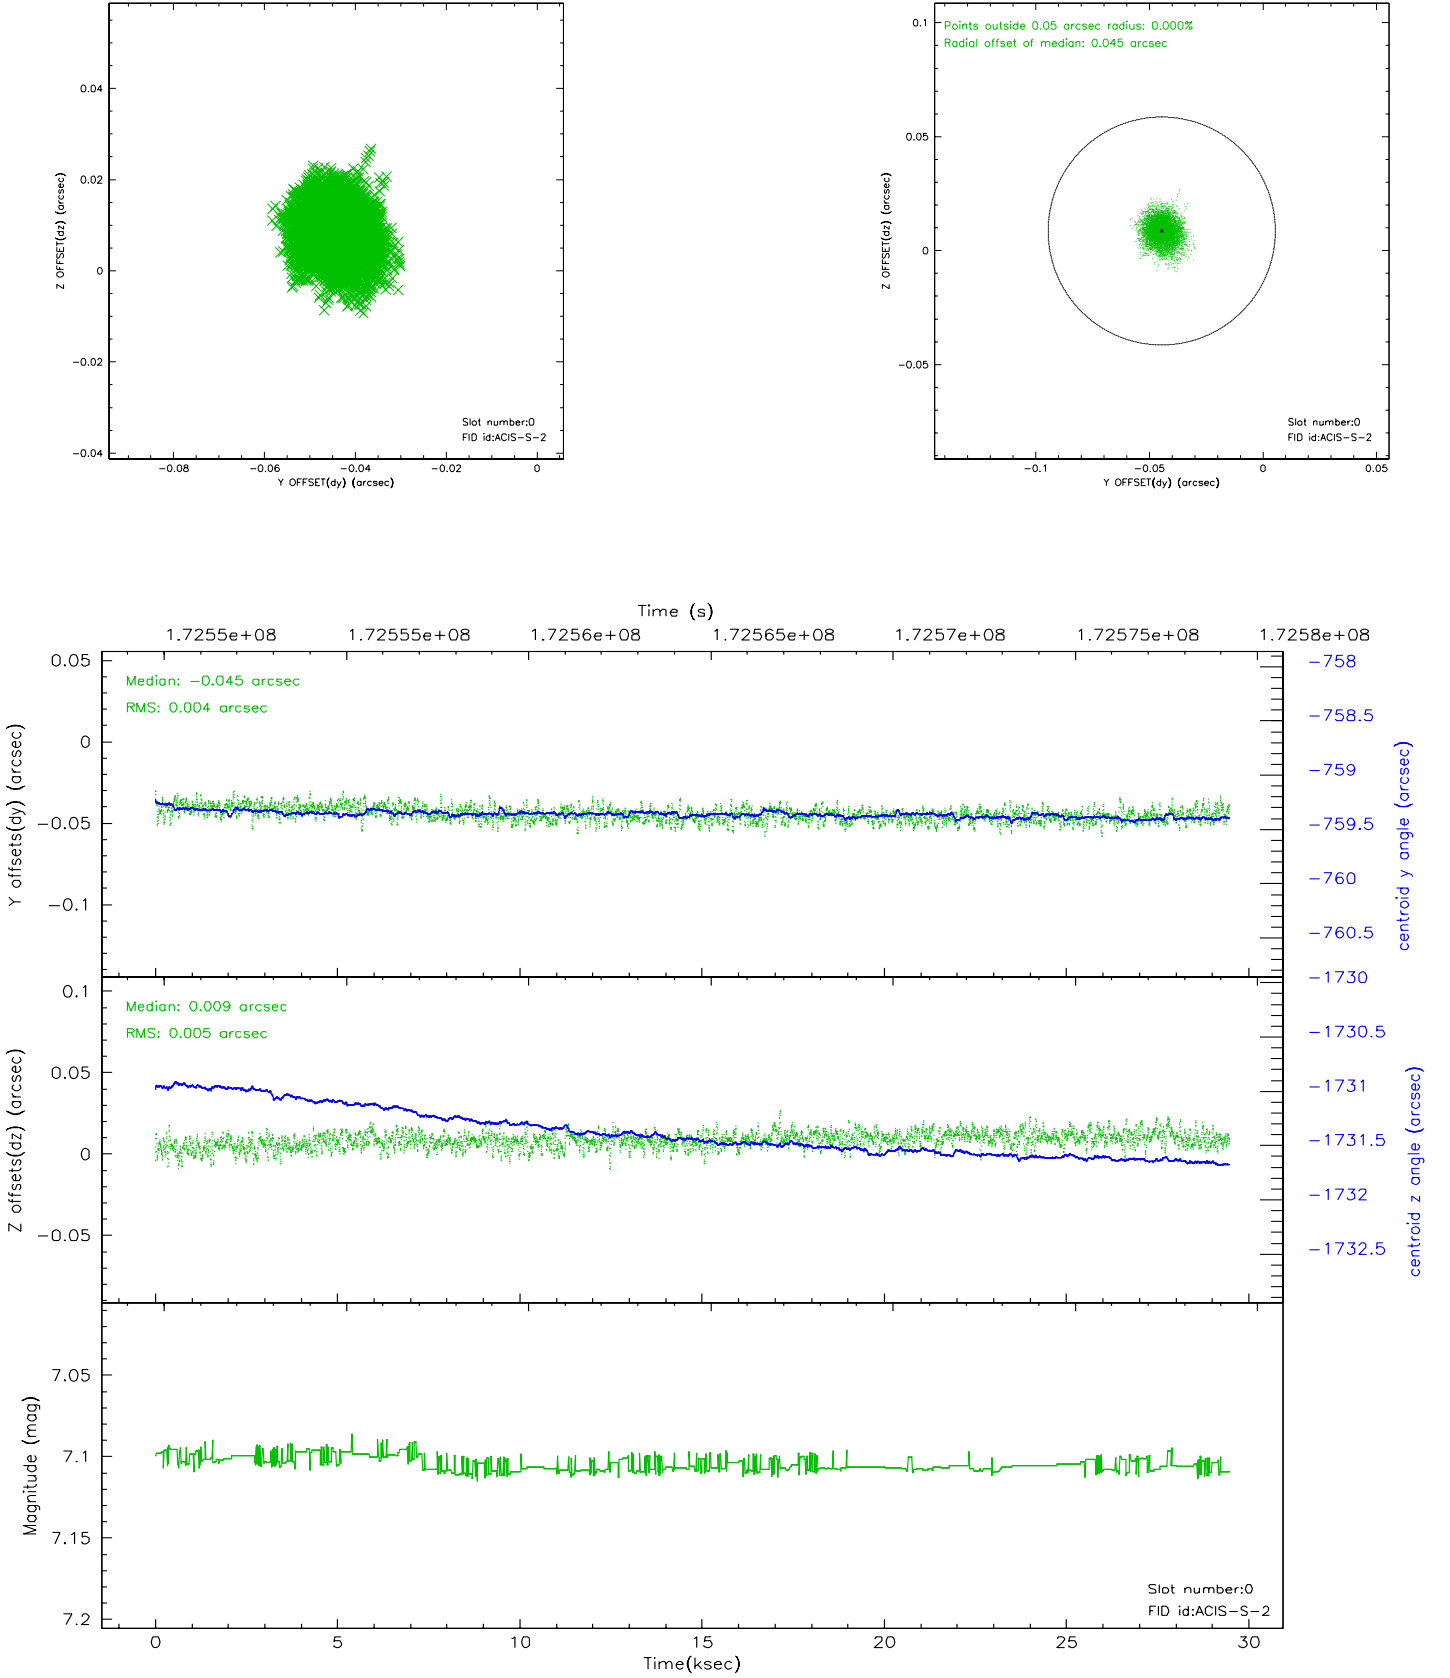 0.04
0.02
0
-0.02
-0.04
Z OFFSET(dz) (arcsec)
Slot number:0
FID id:ACIS-S-2
-0.08 -0.06 -0.04 -0.02 0
Y OFFSET(dy) (arcsec)
Points outside 0.05 arcsec radius: 0.000%
Radial offset of median: 0.045 arcsec
0.1
0.05
0
-0.05
Z OFFSET(dz) (arcsec)
Slot number:0
FID id:ACIS-S-2
-0.1 -0.05 0 0.05
Y OFFSET(dy) (arcsec)
Time (s)
1.7255e+08 1.72555e+08 1.7256e+08 1.72565e+08 1.7257e+08 1.72575e+08 1.7258e+08
Median: -0.045 arcsec
RMS: 0.004 arcsec
0.05
0
-0.05
-0.1
Y offsets(dy) (arcsec)
-758
-758.5
-759
-759.5
-760
-760.5
centroid y angle (arcsec)
Median: 0.009 arcsec
RMS: 0.005 arcsec
0.1
0.05
0
-0.05
Z offsets(dz) (arcsec)
-1730
-1730.5
-1731
-1731.5
-1732
-1732.5
centroid z angle (arcsec)
7.05
7.1
7.15
7.2
Magnitude (mag)
Slot number:0
FID id:ACIS-S-2
0 5 10 15 20 25 30
Time(ksec)